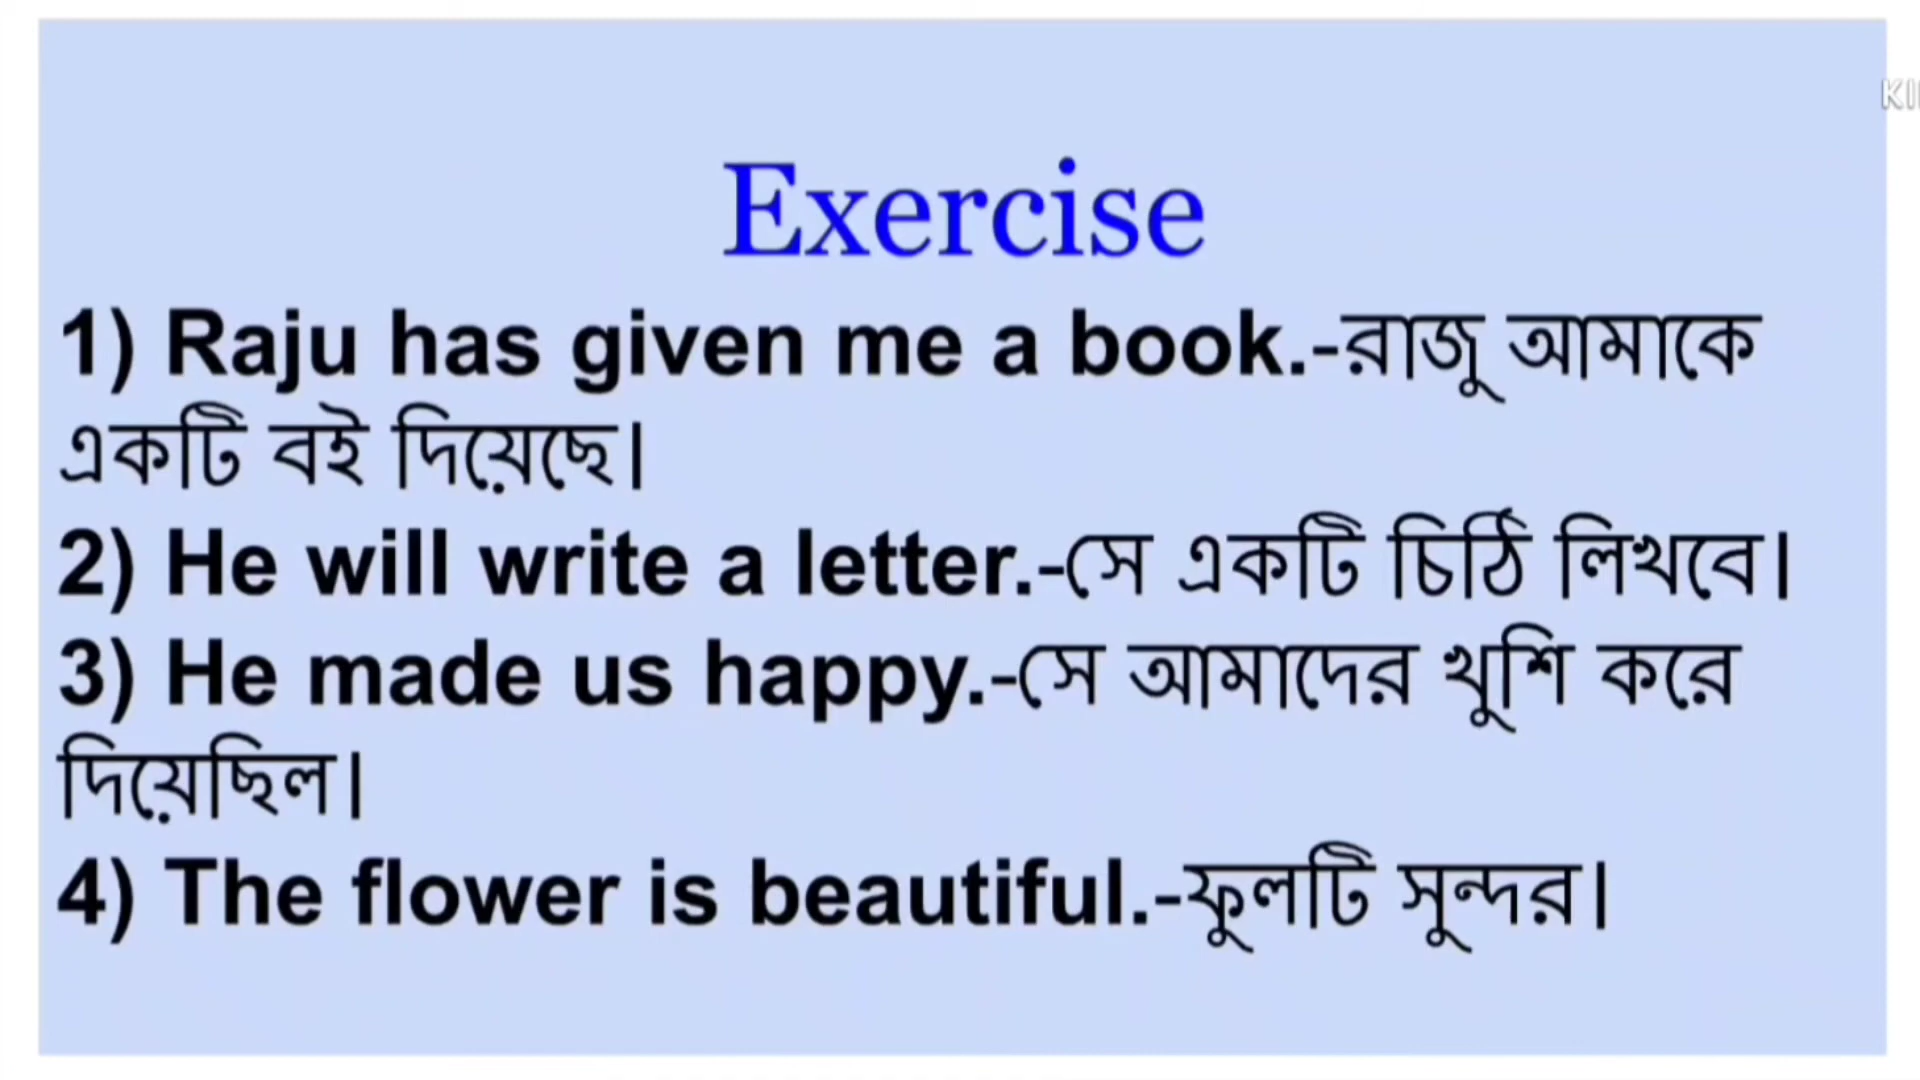 Exercise
1) Raju has given me a book.-রাজু আমাকে
একটি বই দিয়েছে।
2) He will write a letter.-সে একটি চিঠি লিখবে।
3) He made us happy.-সে আমাদের খুশি করে
দিয়েছিল।
4) The flower is beautiful.-ফুলটি সুন্দর।